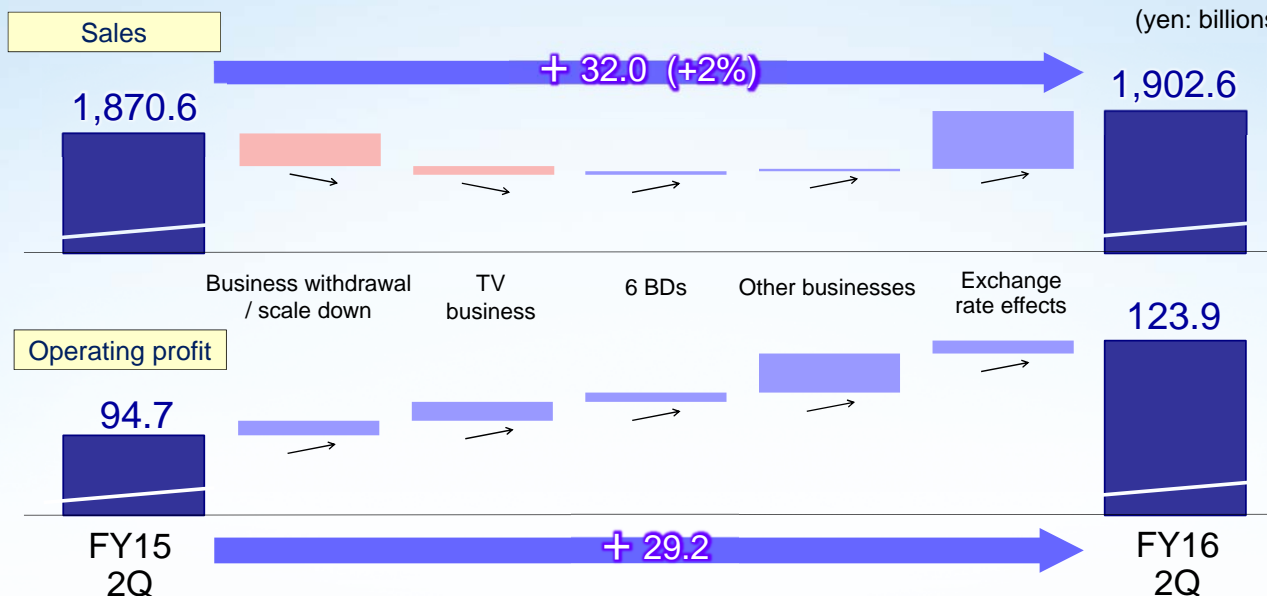 Sales
(yen: billions
+ 32.0 (+2%)
1,870.6
1,902.6
Business withdrawal
/ scale down
TV
business
6 BDs
Other businesses
Exchange
rate effects
Operating profit
94.7
123.9
FY15
2Q
+ 29.2
FY16
2Q